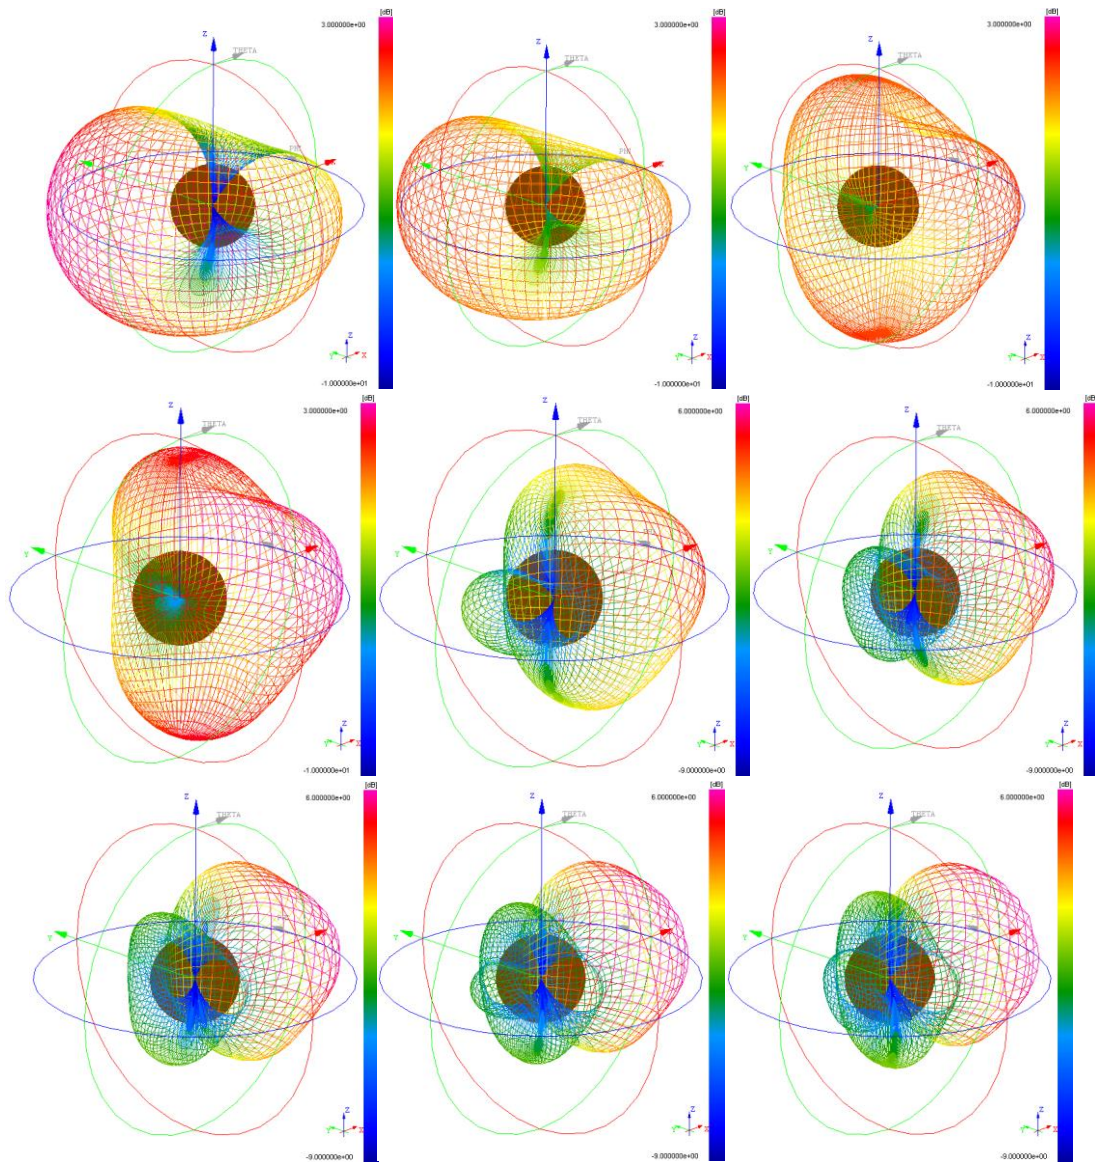 [dB] [dB] [dB]
3.000000e+00 3.000000e+00 3.000000e+00
Z Z Z
THETA THETA THETA
PHI PHI
Y X Y X Y X
Z Z Z
Y X Y X Y X
-1.000000e+01 -1.000000e+01 -1.000000e+01
[dB] [dB] [dB]
3.000000e+00 6.000000e+00 6.000000e+00
Z Z Z
THETA THETA THETA
Y Y Y
Z Z Z
Y X Y X Y X
-1.000000e+01 -9.000000e+00 -9.000000e+00
[dB] [dB] [dB]
6.000000e+00 6.000000e+00 6.000000e+00
Z Z Z
THETA THETA THETA
Y Y Y
Z Z Z
Y X Y X Y X
-9.000000e+00 -9.000000e+00 -9.000000e+00